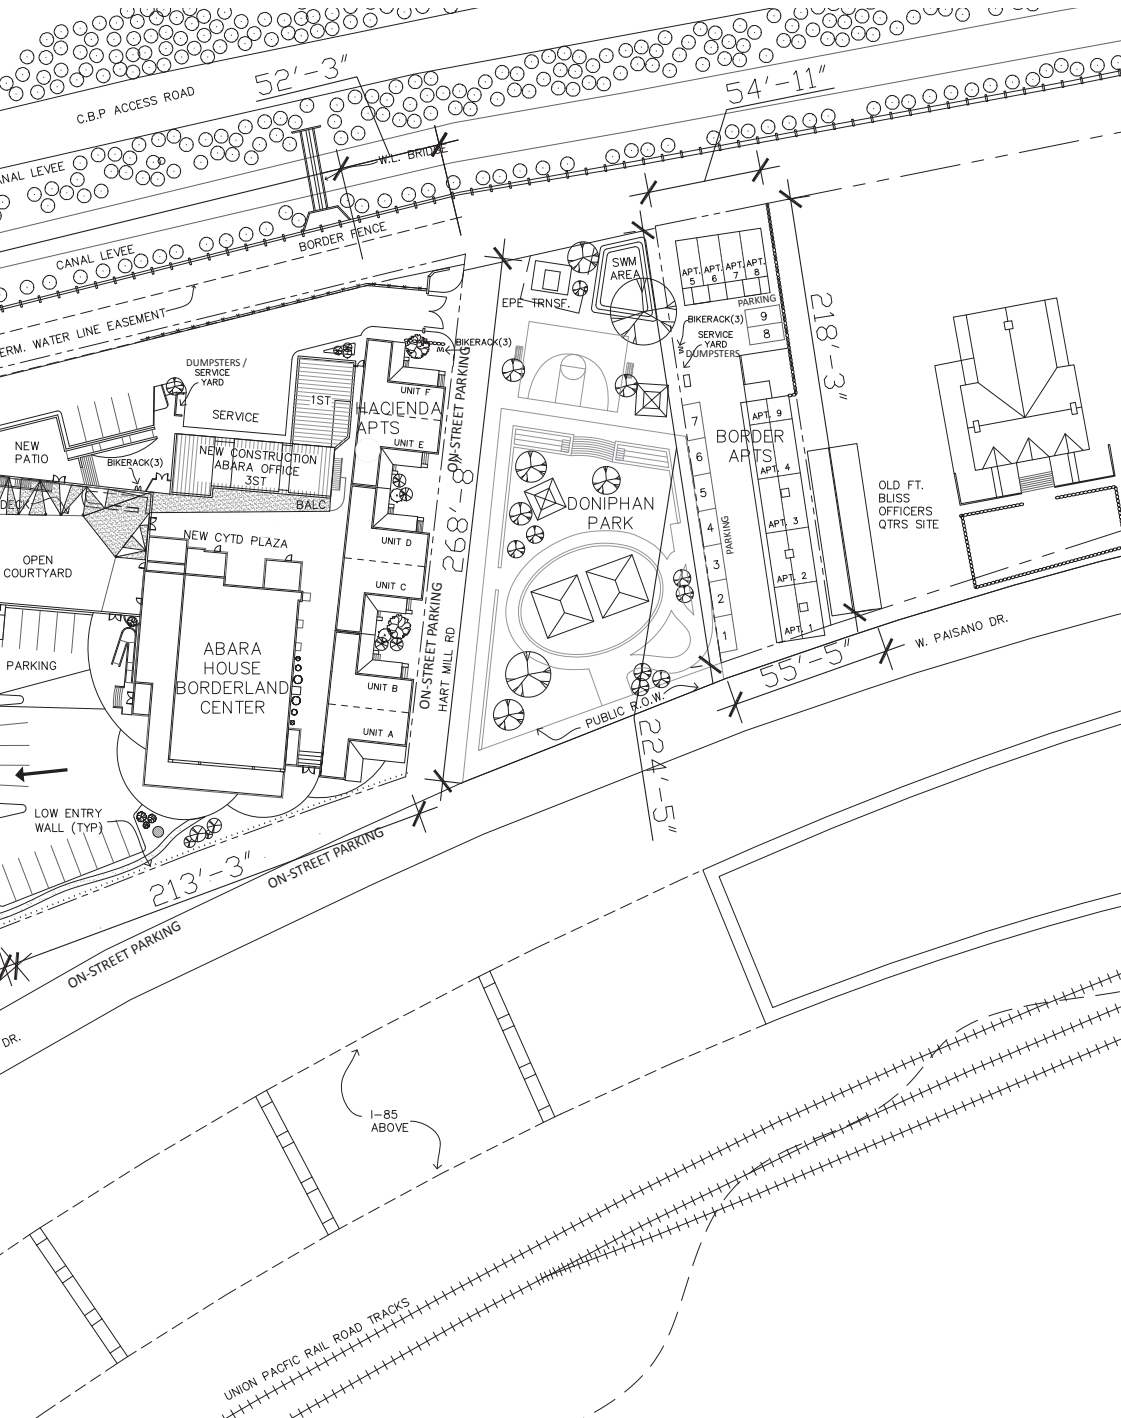 52'-3"
54'-11"
C.B.P ACCESS ROAD
CANAL LEVEE
W.L. BRIDGE
CANAL LEVEE
BORDER FENCE
SWM
AREA
EPE TRNSF.
APT.
5
APT.
6
APT.
7
APT.
8
PARKING
9
8
218'-3"
ERM. WATER LINE EASEMENT
BIKERACK(3)
SERVICE
YARD
DUMPSTERS
BIKERACK(3)
DUMPSTERS /
SERVICE
YARD
SERVICE
1ST
UNIT F
HACIENDA
APTS
ON-STREET PARKING
NEW
PATIO
BIKERACK(3)
NEW CONSTRUCTION
ABARA OFFICE
3ST
UNIT E
BALC
DECK
7
6
5
4
3
2
1
PARKING
BORDER
APTS
APT. 9
APT. 4
APT. 3
APT. 2
APT. 1
OLD FT.
BLISS
OFFICERS
QTRS SITE
DONIPHAN
PARK
268'-8"
NEW CYTD PLAZA
UNIT D
OPEN
COURTYARD
UNIT C
ON-STREET PARKING
HART MILL RD
ABARA
HOUSE
BORDERLAND
CENTER
PARKING
UNIT B
UNIT A
W. PAISANO DR.
55'-5"
PUBLIC R.O.W.
224'-5"
LOW ENTRY
WALL (TYP)
213'-3"
ON-STREET PARKING
ON-STREET PARKING
DR.
I-85
ABOVE
UNION PACFIC RAIL ROAD TRACKS